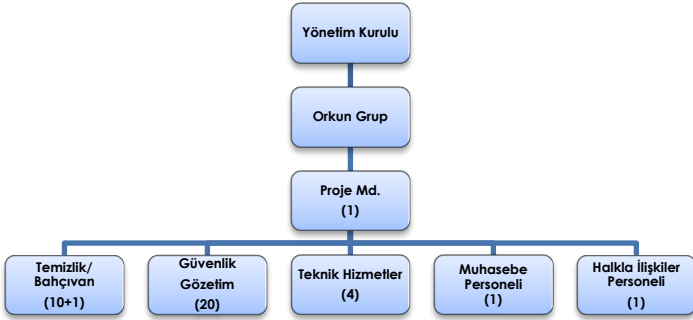 Yönetim Kurulu
Orkun Grup
Proje Md.
(1)
Temizlik/
Bahçıvan
(10+1)
Güvenlik
Gözetim
(20)
Teknik Hizmetler
(4)
Muhasebe
Personeli
(1)
Halkla İlişkiler
Personeli
(1)